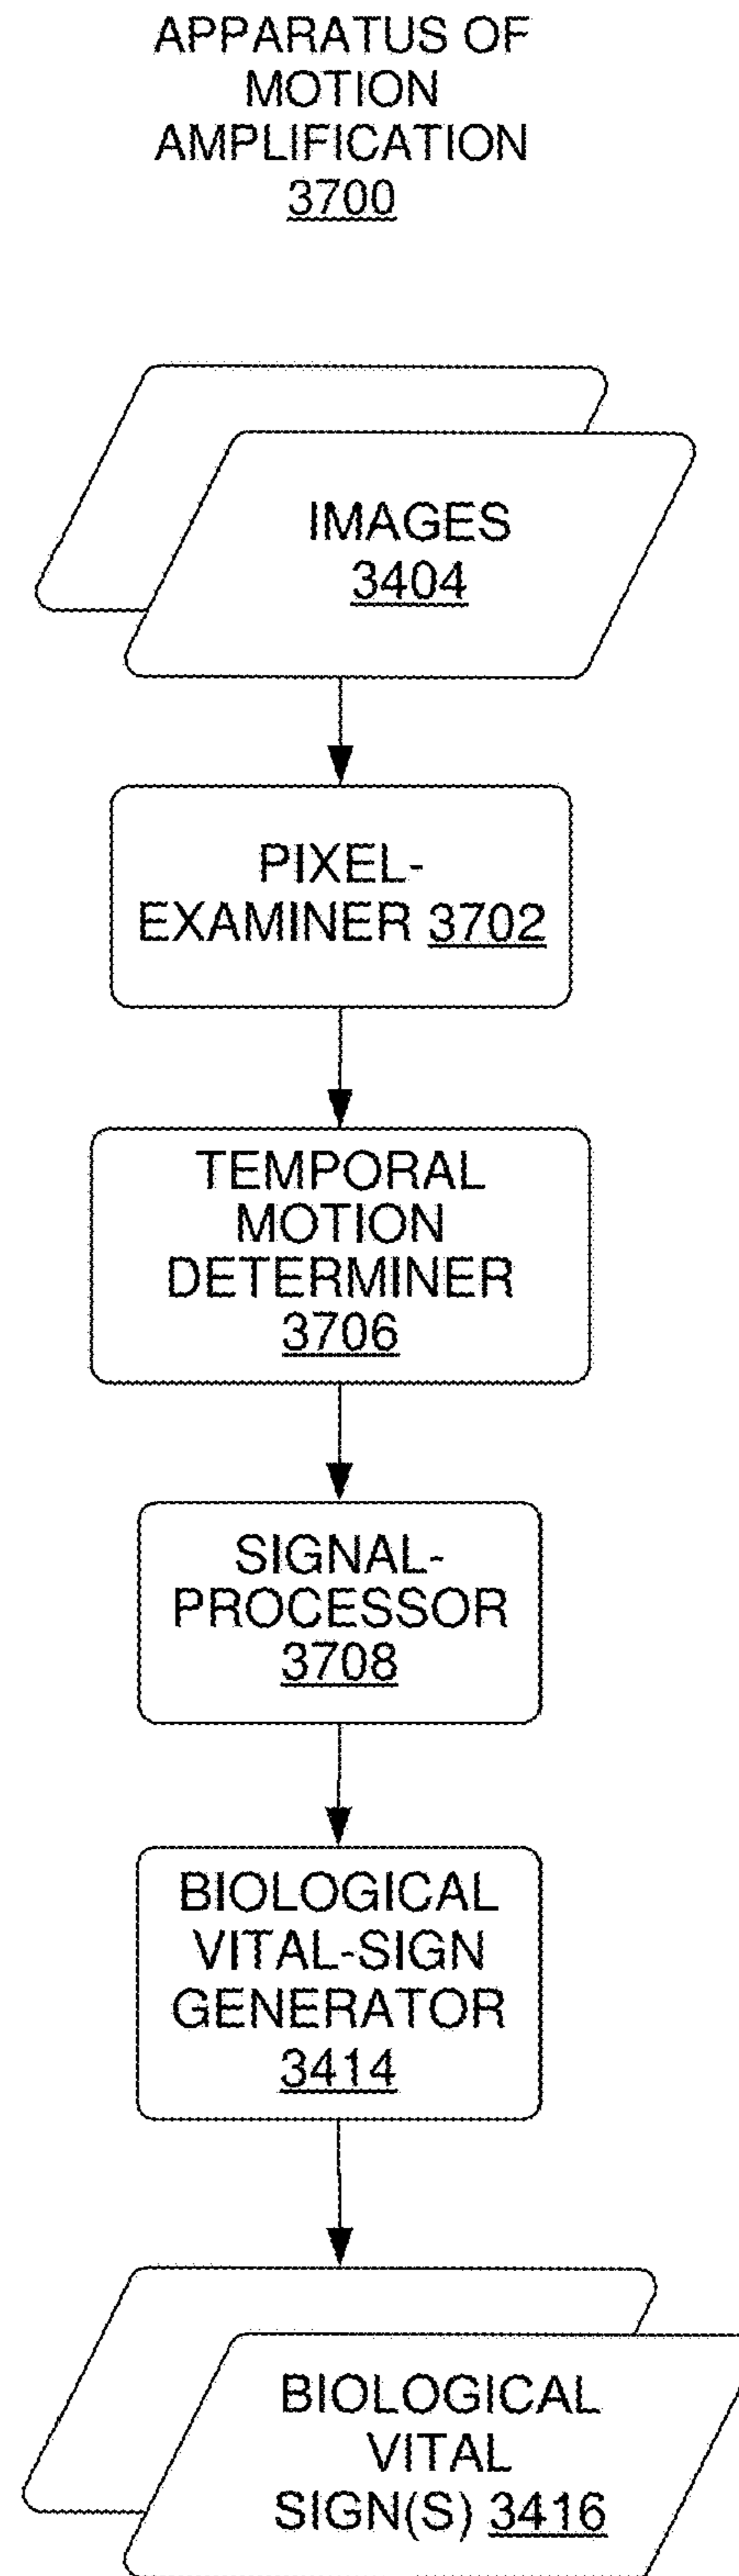 APPARATUS OF
MOTION
AMPLIFICATION
3700
IMAGES
3404
PIXEL-
EXAMINER 3702
TEMPORAL
MOTION
DETERMINER
3706
SIGNAL-
PROCESSOR
3708
BIOLOGICAL
VITAL-SIGN
GENERATOR
3414
BIOLOGICAL
VITAL
SIGN(S) 3416